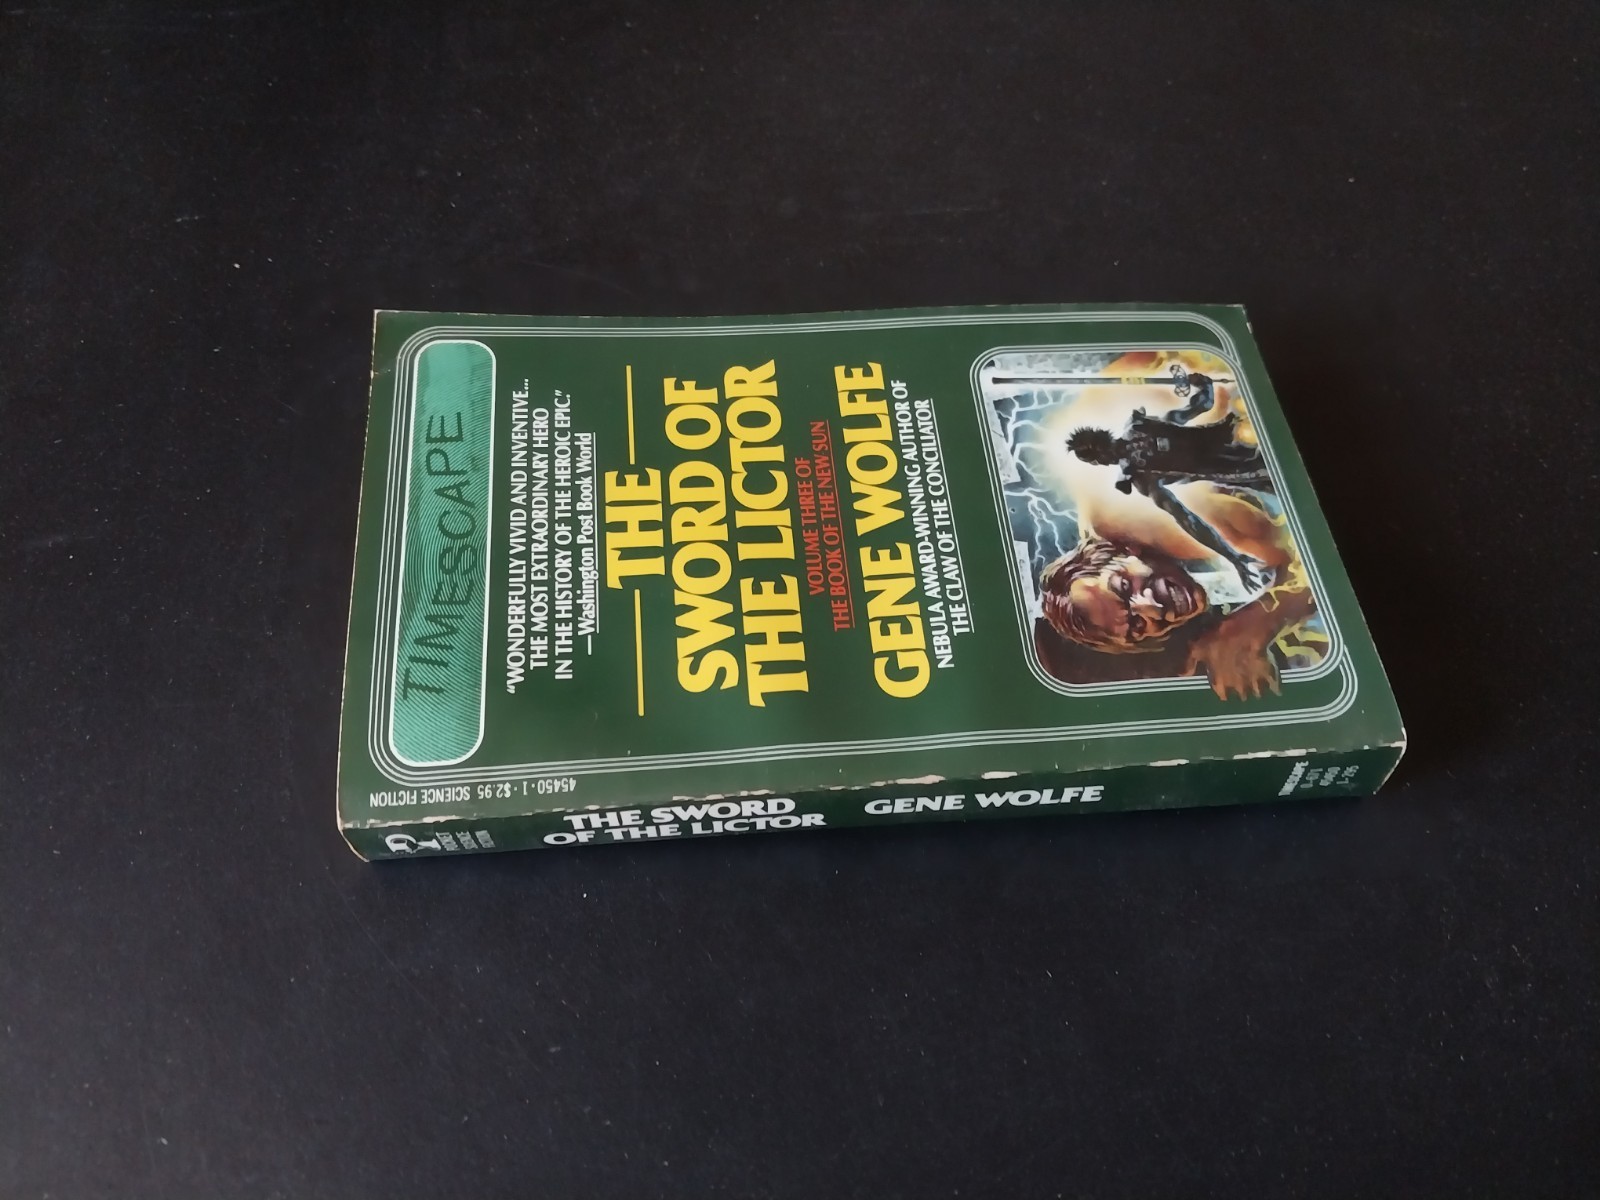 TIMESCAPE
“WONDERFULLY VIVID AND INVENTIVE...
THE MOST EXTRAORDINARY HERO
IN THE HISTORY OF THE HEROIC EPIC.”
—Washington Post Book World
THE
SWORD OF
THE LICTOR
VOLUME THREE OF
THE BOOK OF THE NEW SUN
GENE WOLFE
NEBULA AWARD-WINNING AUTHOR OF
THE CLAW OF THE CONCILIATOR
45450-1 • $2.95 SCIENCE FICTION
THE SWORD
OF THE LICTOR
GENE WOLFE